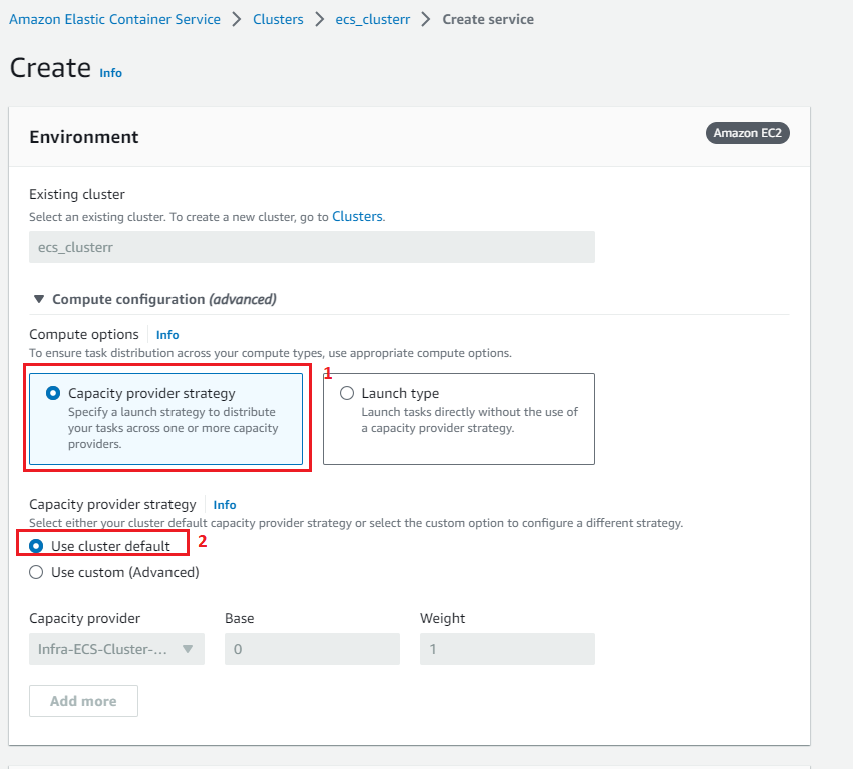 Amazon Elastic Container Service > Clusters > ecs_clusterr > Create service
Create Info
Environment
Amazon EC2
Existing cluster
Select an existing cluster. To create a new cluster, go to Clusters.
ecs_clusterr
Compute configuration (advanced)
Compute options Info
To ensure task distribution across your compute types, use appropriate compute options.
1
Capacity provider strategy
Specify a launch strategy to distribute
your tasks across one or more capacity
providers.
Launch type
Launch tasks directly without the use of
a capacity provider strategy.
Capacity provider strategy Info
Select either your cluster default capacity provider strategy or select the custom option to configure a different strategy.
Use cluster default 2
Use custom (Advanced)
Capacity provider Base Weight
Infra-ECS-Cluster-... 0 1
Add more